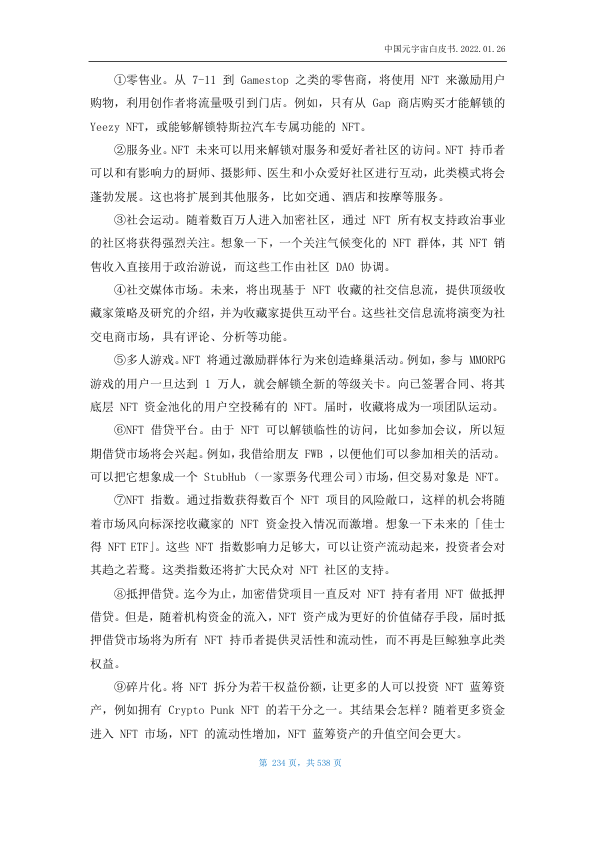 中国元宇宙白皮书.2022.01.26
①零售业。从 7-11 到 Gamestop 之类的零售商，将使用 NFT 来激励用户
购物，利用创作者将流量吸引到门店。例如，只有从 Gap 商店购买才能解锁的
Yeezy NFT，或能够解锁特斯拉汽车专属功能的 NFT。
②服务业。NFT 未来可以用来解锁对服务和爱好者社区的访问。NFT 持币者
可以和有影响力的厨师、摄影师、医生和小众爱好社区进行互动，此类模式将会
蓬勃发展。这也将扩展到其他服务，比如交通、酒店和按摩等服务。
③社会运动。随着数百万人进入加密社区，通过 NFT 所有权支持政治事业
的社区将获得强烈关注。想象一下，一个关注气候变化的 NFT 群体，其 NFT 销
售收入直接用于政治游说，而这些工作由社区 DAO 协调。
④社交媒体市场。未来，将出现基于 NFT 收藏的社交信息流，提供顶级收
藏家策略及研究的介绍，并为收藏家提供互动平台。这些社交信息流将演变为社
交电商市场，具有评论、分析等功能。
⑤多人游戏。NFT 将通过激励群体行为来创造蜂巢活动。例如，参与 MMORPG
游戏的用户一旦达到 1 万人，就会解锁全新的等级关卡。向已签署合同、将其
底层 NFT 资金池化的用户空投稀有的 NFT。届时，收藏将成为一项团队运动。
⑥NFT 借贷平台。由于 NFT 可以解锁临性的访问，比如参加会议，所以短
期借贷市场将会兴起。例如，我借给朋友 FWB ，以便他们可以参加相关的活动。
可以把它想象成一个 StubHub （一家票务代理公司）市场，但交易对象是 NFT。
⑦NFT 指数。通过指数获得数百个 NFT 项目的风险敞口，这样的机会将随
着市场风向标深挖收藏家的 NFT 资金投入情况而激增。想象一下未来的「佳士
得 NFT ETF」。这些 NFT 指数影响力足够大，可以让资产流动起来，投资者会对
其趋之若鹜。这类指数还将扩大民众对 NFT 社区的支持。
⑧抵押借贷。迄今为止，加密借贷项目一直反对 NFT 持有者用 NFT 做抵押
借贷。但是，随着机构资金的流入，NFT 资产成为更好的价值储存手段，届时抵
押借贷市场将为所有 NFT 持币者提供灵活性和流动性，而不再是巨鲸独享此类
权益。
⑨碎片化。将 NFT 拆分为若干权益份额，让更多的人可以投资 NFT 蓝筹资
产，例如拥有 Crypto Punk NFT 的若干分之一。其结果会怎样？随着更多资金
进入 NFT 市场，NFT 的流动性增加，NFT 蓝筹资产的升值空间会更大。
第 234 页，共 538 页